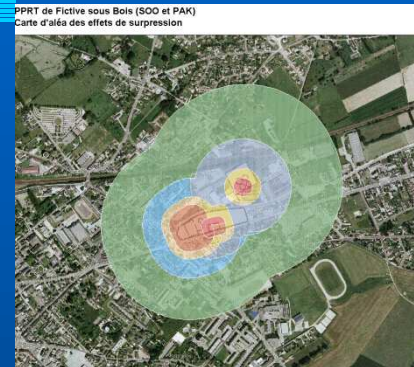 PPRT de Fictive sous Bois (SOO et PAK)
Carte d'aléa des effets de surpression